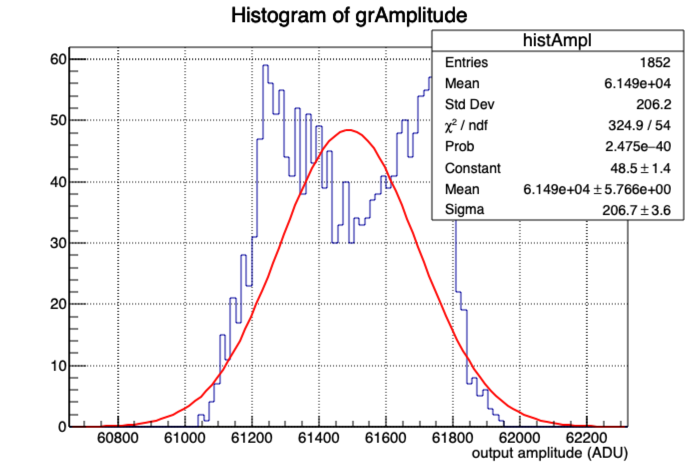 Histogram of grAmplitude
histAmpl
Entries 1852
Mean 6.149e+04
Std Dev 206.2
χ² / ndf 324.9 / 54
Prob 2.475e−40
Constant 48.5 ± 1.4
Mean 6.149e+04 ± 5.766e+00
Sigma 206.7 ± 3.6
60
50
40
30
20
10
0
60800 61000 61200 61400 61600 61800 62000 62200
output amplitude (ADU)